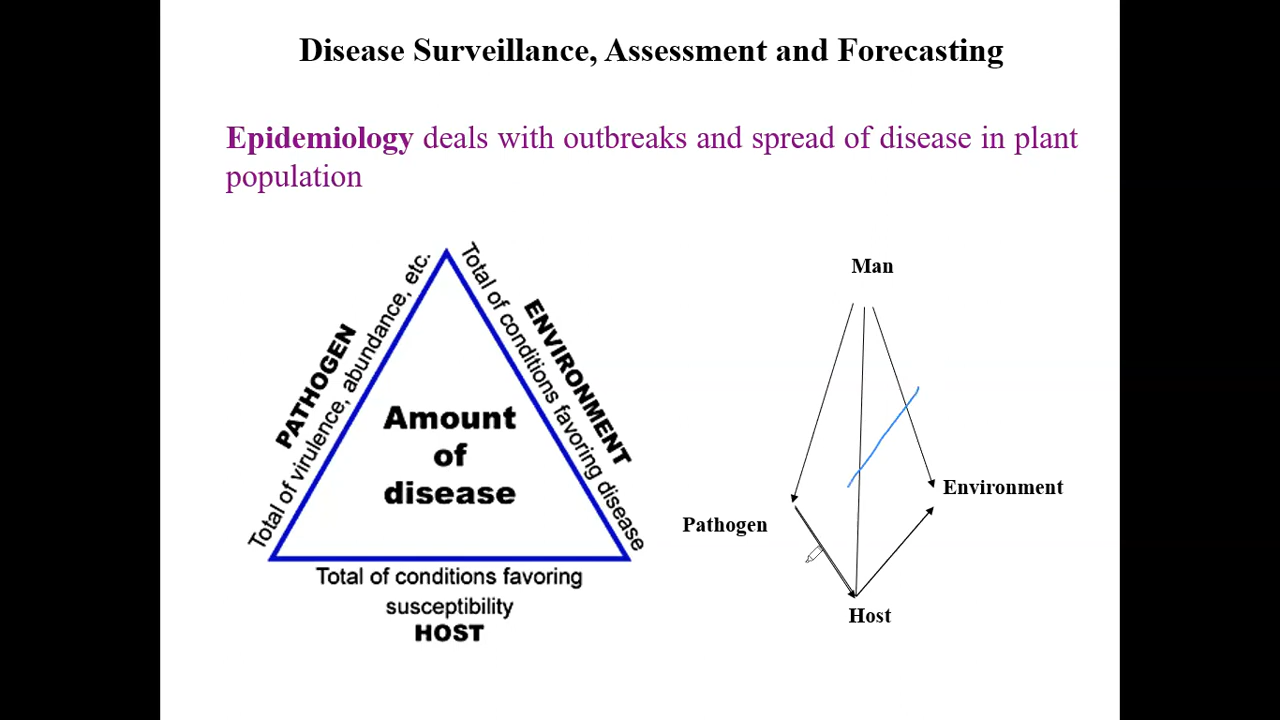 Disease Surveillance, Assessment and Forecasting
Epidemiology deals with outbreaks and spread of disease in plant
population
PATHOGEN
Total of virulence, abundance, etc.
Total of conditions favoring disease
ENVIRONMENT
Amount
of
disease
Total of conditions favoring
susceptibility
HOST
Man
Pathogen
Environment
Host